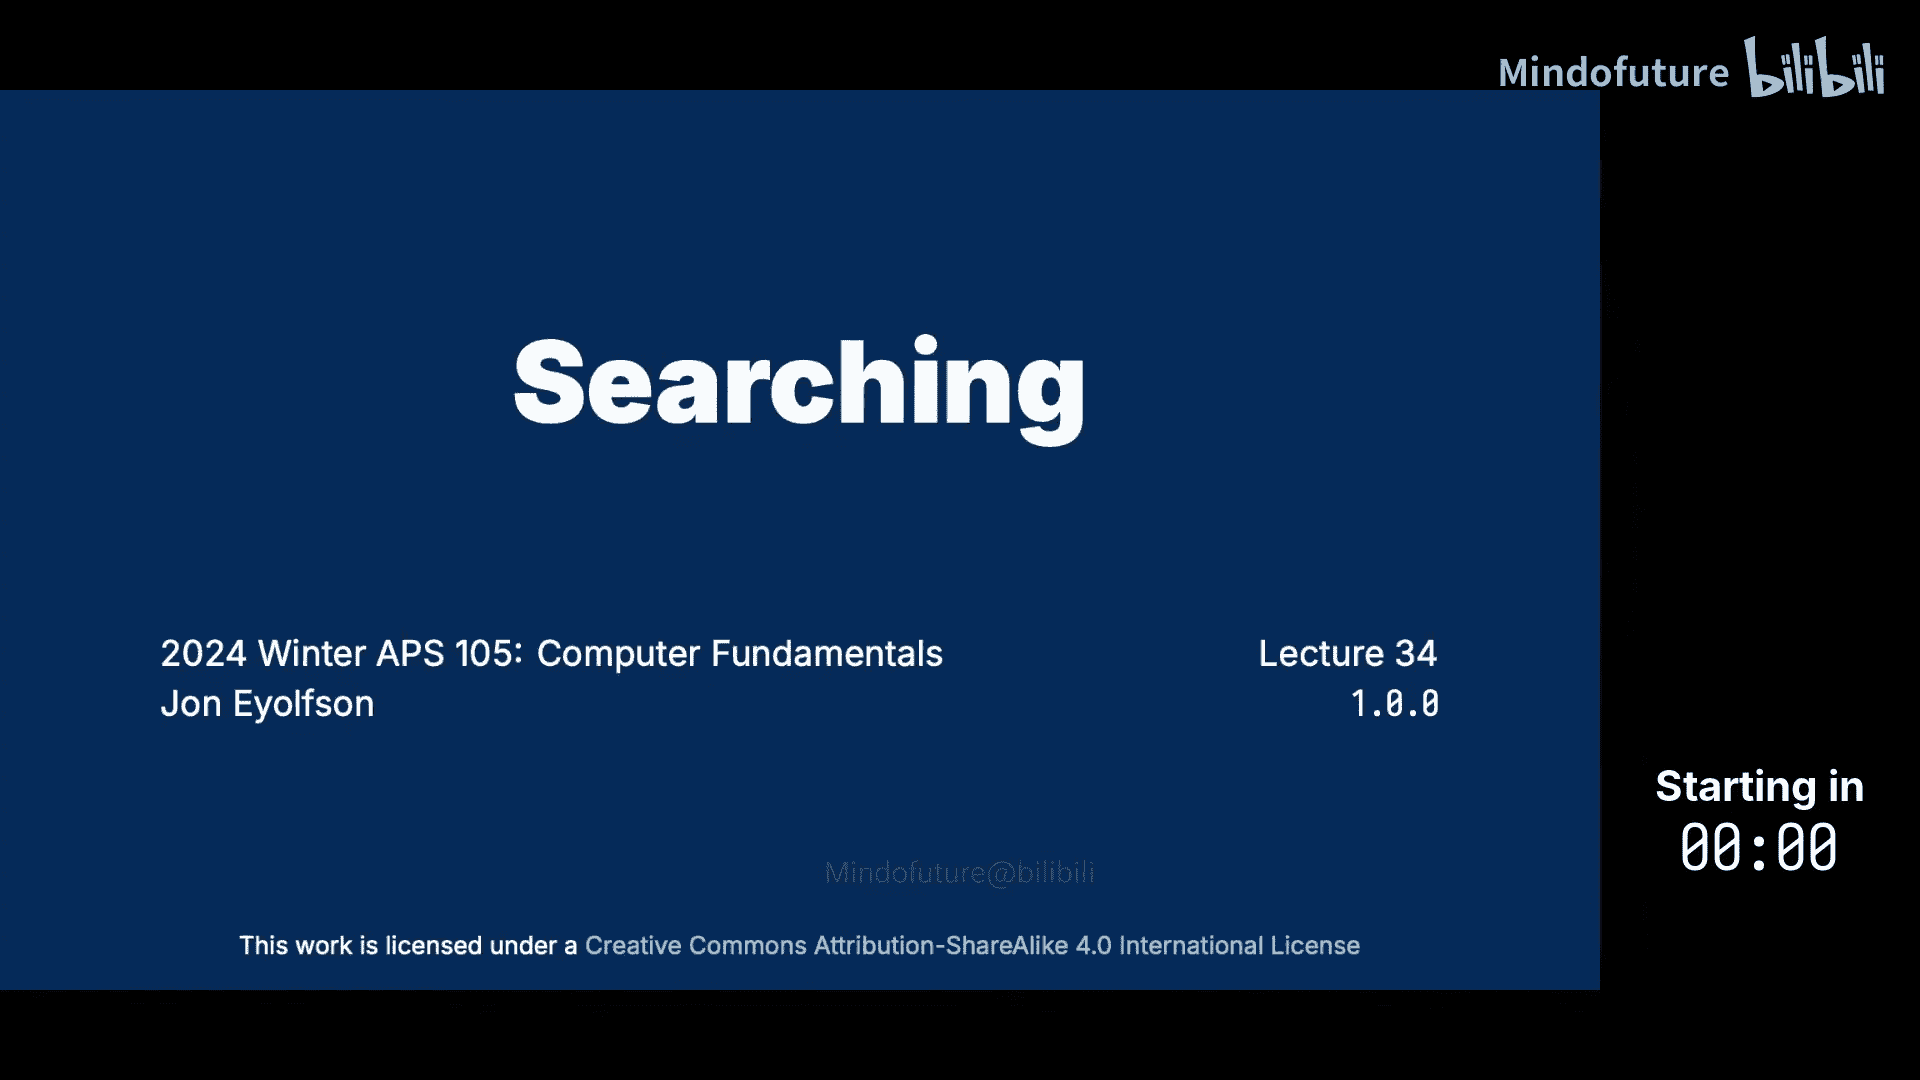 Mindofuture bilibili
Searching
2024 Winter APS 105: Computer Fundamentals
Lecture 34
Jon Eyolfson
1.0.0
Starting in
00:00
Mindofuture@bilibili
This work is licensed under a Creative Commons Attribution-ShareAlike 4.0 International License